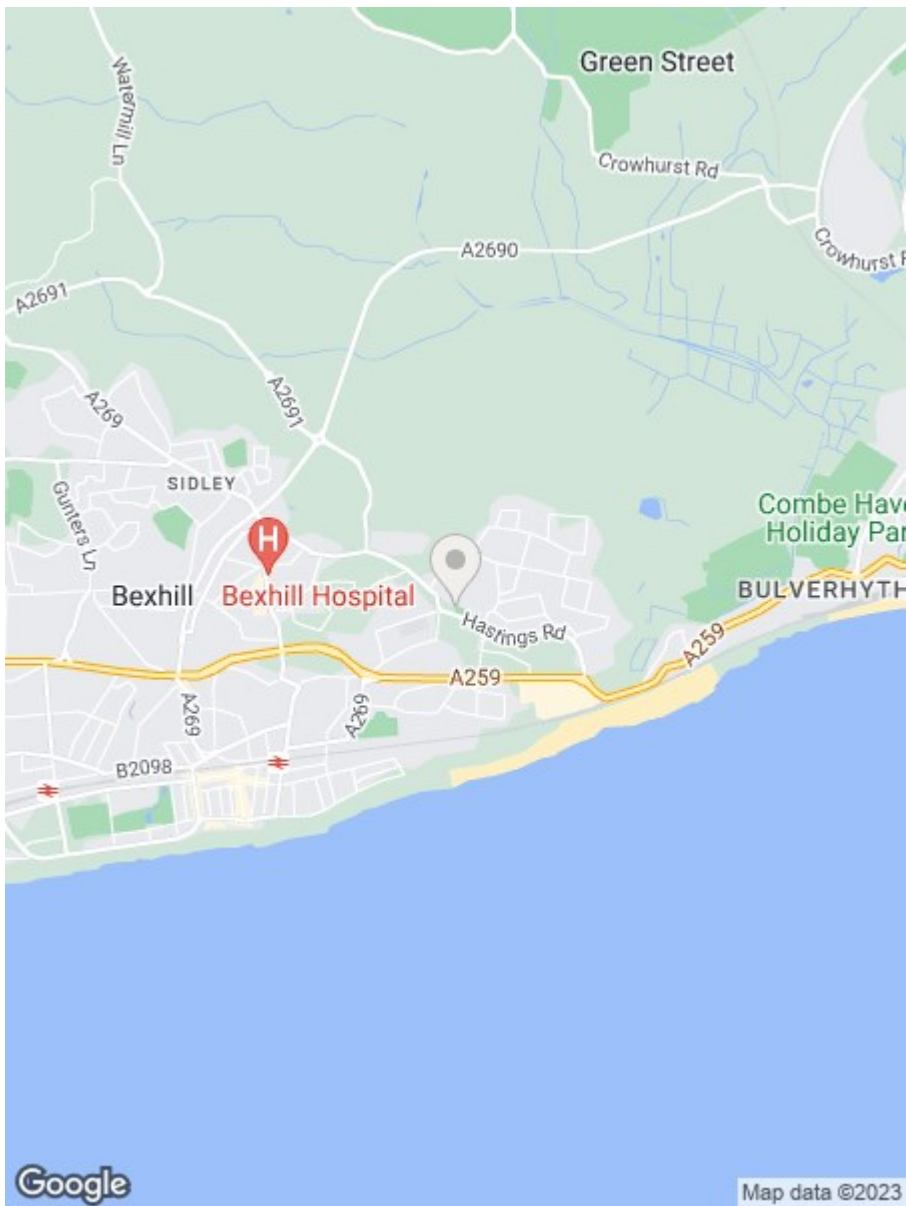 Green Street
Watermill Ln
Crowhurst Rd
A2690
Crowhurst R
A2691
A2691
A269
SIDLEY
Gunters Ln
H
Combe Have
Holiday Par
Bexhill
Bexhill Hospital
BULVERHYTH
Hastings Rd
A259
A259
A269
A269
B2098
Google
Map data ©2023